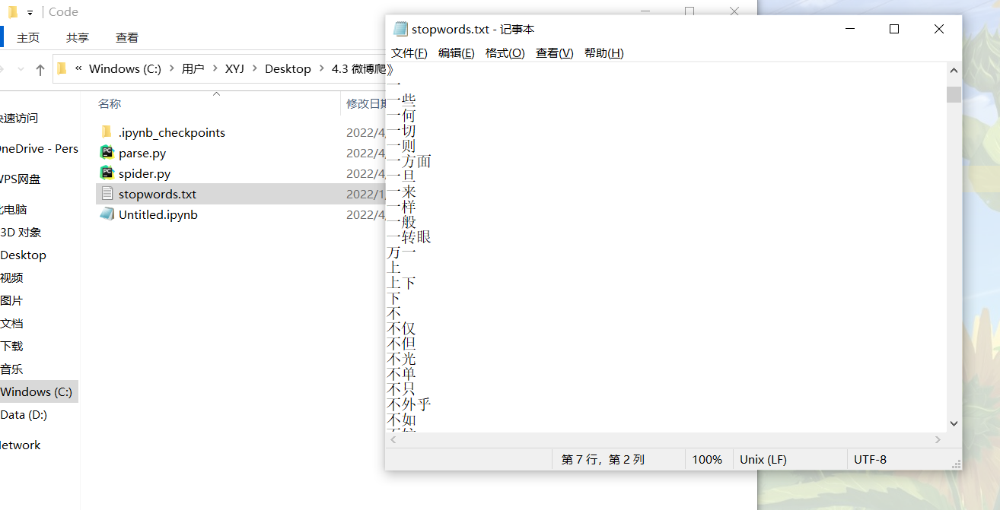 Code
主页 共享 查看
« Windows (C:) › 用户 › XYJ › Desktop › 4.3 微博爬
名称 修改日期
.ipynb_checkpoints 2022/4
parse.py 2022/4
spider.py 2022/4
stopwords.txt 2022/1
Untitled.ipynb 2022/4
快速访问
OneDrive - Pers
WPS网盘
此电脑
3D 对象
Desktop
视频
图片
文档
下载
音乐
Windows (C:)
Data (D:)
Network
stopwords.txt - 记事本
文件(F) 编辑(E) 格式(O) 查看(V) 帮助(H)
》
一
一些
一何
一切
一则
一方面
一旦
一来
一样
一般
一转眼
万一
上
上下
下
不
不仅
不但
不光
不单
不只
不外乎
不如
第 7 行，第 2 列 100% Unix (LF) UTF-8